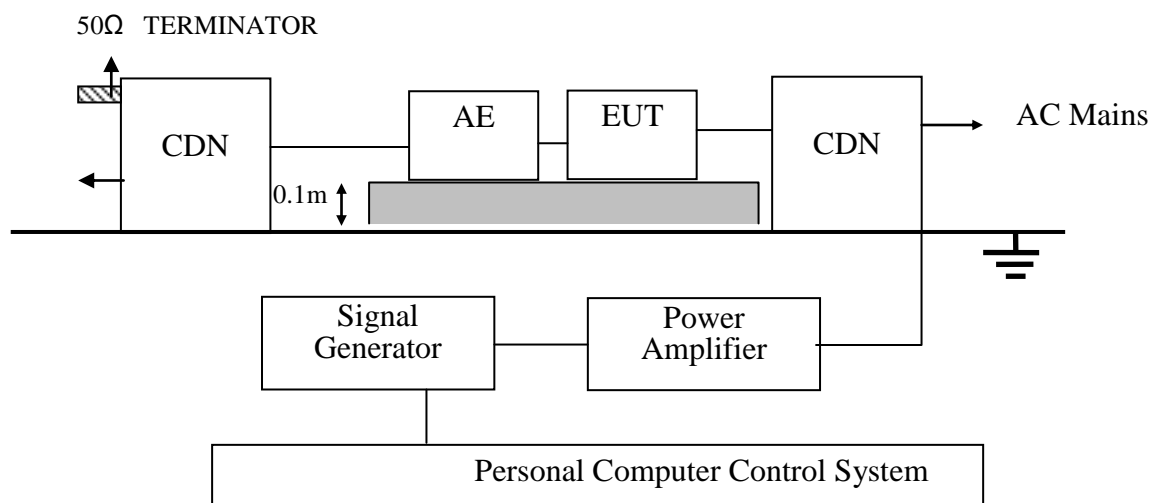 50Ω TERMINATOR
CDN
AE
EUT
CDN
AC Mains
0.1m
Signal
Generator
Power
Amplifier
Personal Computer Control System